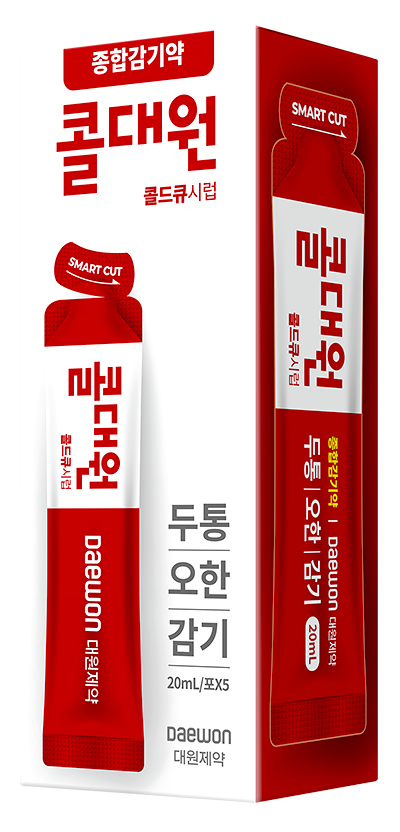 종합감기약
콜대원
콜드큐시럽
SMART CUT
콜대원
콜드큐시럽
DAEWON 대원제약
두통
오한
감기
20mL/포X5
DAEWON
대원제약
SMART CUT
콜대원
콜드큐시럽
종합감기약 | DAEWON 대원제약
두통 | 오한 | 감기 20mL